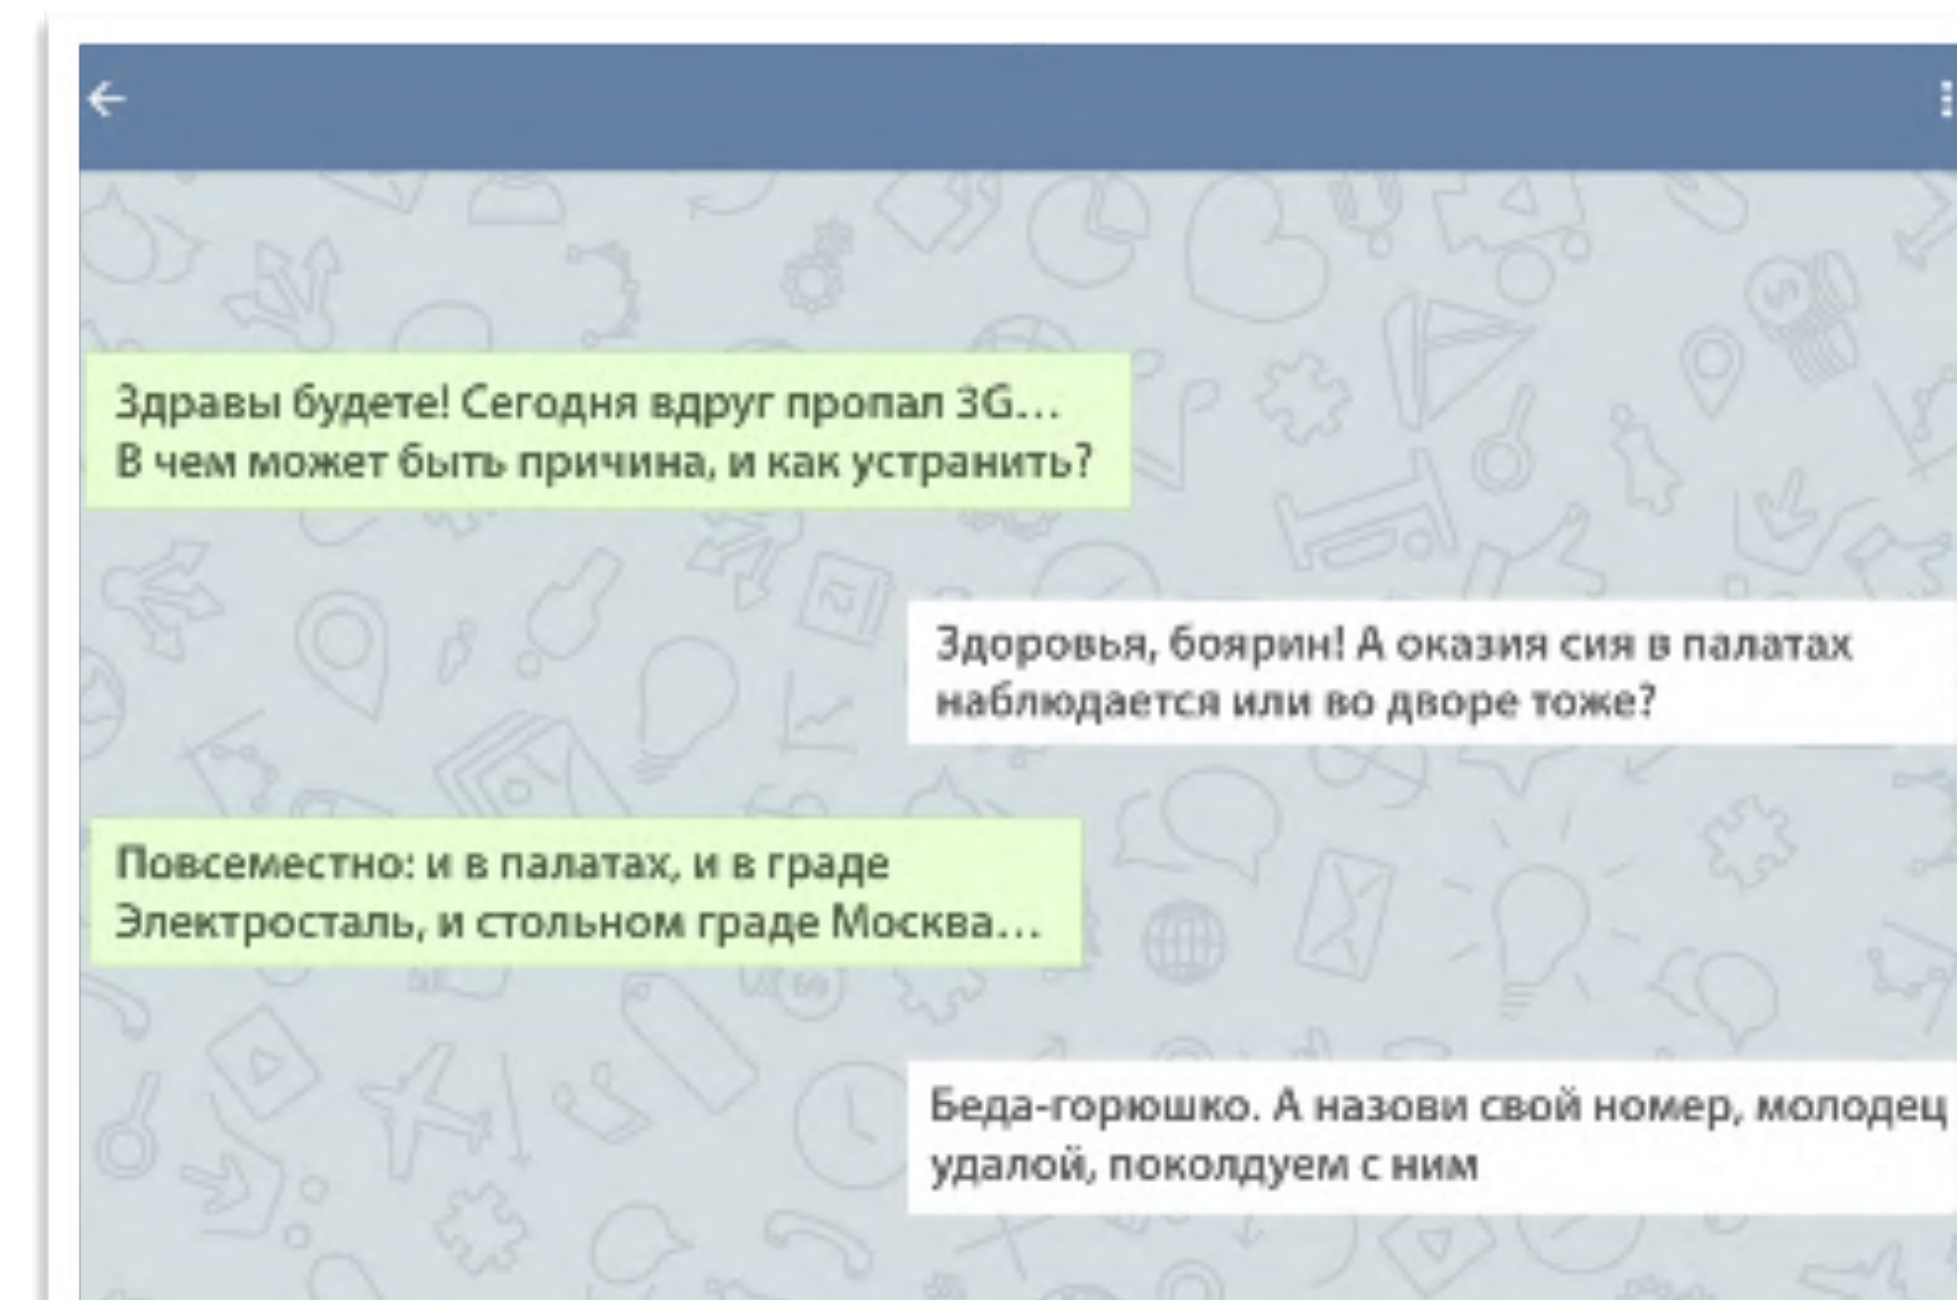 Здравы будете! Сегодня вдруг пропал 3G...
В чем может быть причина, и как устранить?
Здоровья, боярин! А оказия сия в палатах
наблюдается или во дворе тоже?
Повсеместно: и в палатах, и в граде
Электросталь, и стольном граде Москва...
Беда-горюшко. А назови свой номер, молодец
удалой, поколдуем с ним